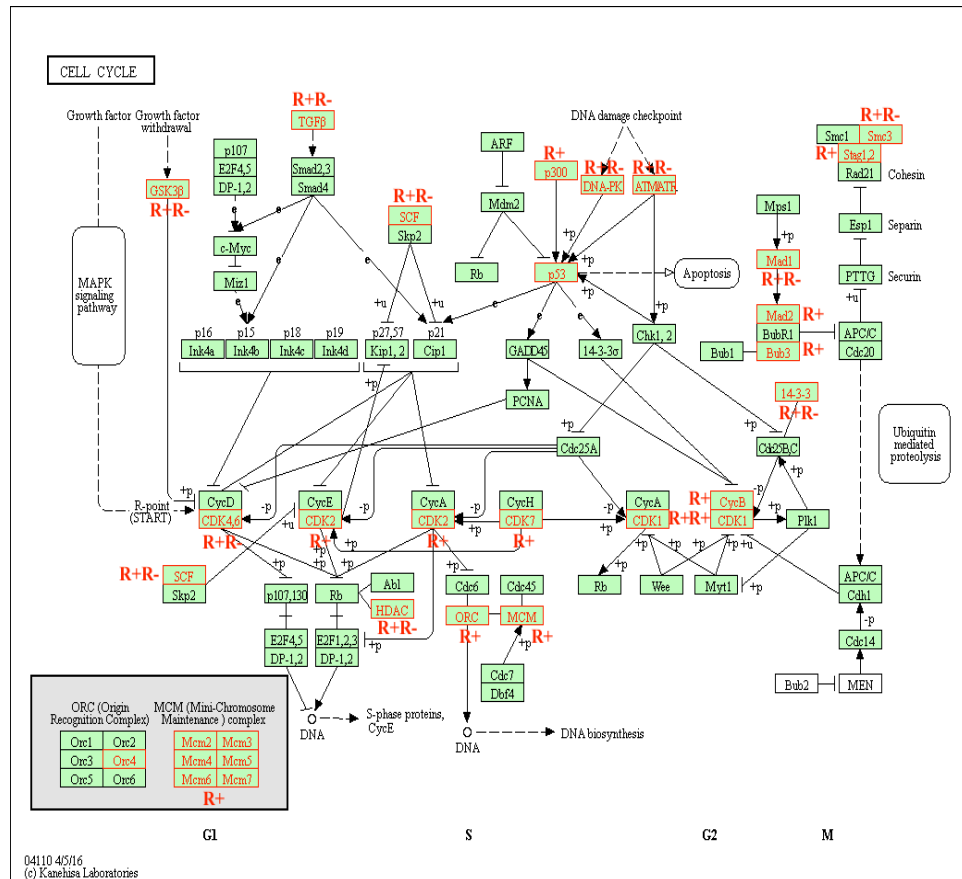 CELL CYCLE
Growth factor
Growth factor
withdrawal
R+R-
TGFβ
DNA damage checkpoint
R+R-
Smc1
Smc3
R+
Stag1,2
Rad21
Cohesin
p107
E2F4,5
DP-1,2
Smad2,3
Smad4
ARF
R+
p300
R+R-
DNA-PK
R+R-
ATM/ATR
GSK3β
R+R-
R+R-
SCF
Skp2
Mdm2
Mps1
+p
Esp1
Separin
e
e
c-Myc
Miz1
e
e
e
Rb
+p
p53
+p
+p
Apoptosis
Mad1
R+R-
PTTG
Securin
MAPK
signaling
pathway
+u
+u
e
e
e
+p
+u
Mad2
R+
BubR1
Bub3
R+
Bub1
APC/C
Cdc20
p16
p15
p18
p19
p27,57
p21
Ink4a
Ink4b
Ink4c
Ink4d
Kip1, 2
Cip1
GADD45
14-3-3σ
Chk1, 2
+p
PCNA
14-3-3
R+R-
Ubiquitin
mediated
proteolysis
+p
Cdc25A
+p
Cdc25B,C
+p
R-point
(START)
+p
CycD
CDK4,6
R+R-
-p
CycE
CDK2
R+
+u
-p
CycA
CDK2
R+
-p
CycH
CDK7
R+
+p
-p
CycA
CDK1
R+
R+R+
CycB
CDK1
-p
+p
Plk1
+u
R+R-
SCF
Skp2
+p
+p
+p
+p
+p
p107,130
Rb
Abl
HDAC
R+R-
+p
Cdc6
Cdc45
ORC
R+
MCM
R+
+p
Cdc7
Dbf4
+p
+p
+p
+p
Rb
Wee
Myt1
APC/C
Cdh1
-p
Cdc14
E2F4,5
DP-1,2
E2F1,2,3
DP-1,2
Bub2
MEN
DNA
S-phase proteins,
CycE
DNA
DNA biosynthesis
ORC (Origin
Recognition Complex)
MCM (Mini-Chromosome
Maintenance ) complex
Orc1
Orc2
Mcm2
Mcm3
Orc3
Orc4
Mcm4
Mcm5
Orc5
Orc6
Mcm6
Mcm7
R+
G1
S
G2
M
04110 4/5/16
(c) Kanehisa Laboratories